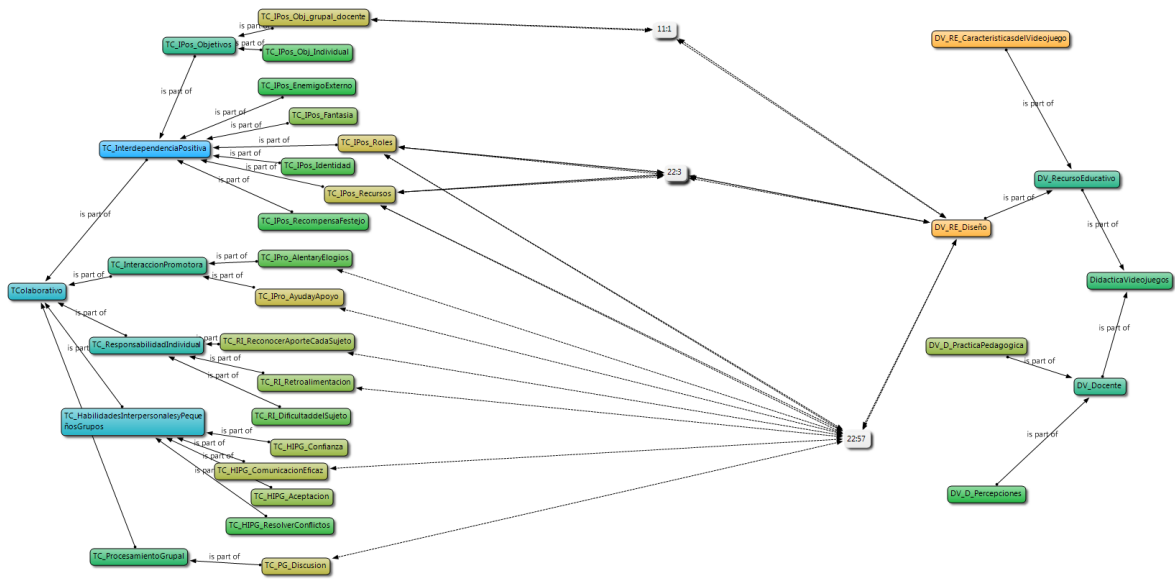 TC_IPos_Obj_grupal_docente
is part of
11:1
DV_RE_CaracteristicasdelVideojuego
TC_IPos_Objetivos
is part of
TC_IPos_Obj_Individual
is part of
TC_IPos_EnemigoExterno
is part of
is part of
TC_IPos_Fantasia
is part of
TC_InterdependenciaPositiva
is part of
TC_IPos_Roles
is part of
TC_IPos_Identidad
is part of
22:3
DV_RecursoEducativo
is part of
TC_IPos_Recursos
is part of
is part of
TC_IPos_RecompensaFestejo
is part of
DV_RE_Diseño
is part of
TC_InteraccionPromotora
is part of
TC_IPro_AlentaryElogios
is part of
is part of
DidacticaVideojuegos
TColaborativo
TC_IPro_AyudayApoyo
is part of
is part of
TC_ResponsabilidadIndividual
is part
TC_RI_ReconocerAporteCadaSujeto
DV_D_PracticaPedagogica
is part of
is part of
TC_RI_Retroalimentacion
is part of
DV_Docente
is part of
TC_HabilidadesInterpersonalesyPeque
ñosGrupos
TC_RI_DificultaddelSujeto
is part of
22:57
is part of
TC_HIPG_Confianza
is part of
is par
TC_HIPG_ComunicacionEficaz
TC_HIPG_Aceptacion
DV_D_Percepciones
TC_HIPG_ResolverConflictos
TC_ProcesamientoGrupal
is part of
TC_PG_Discusion